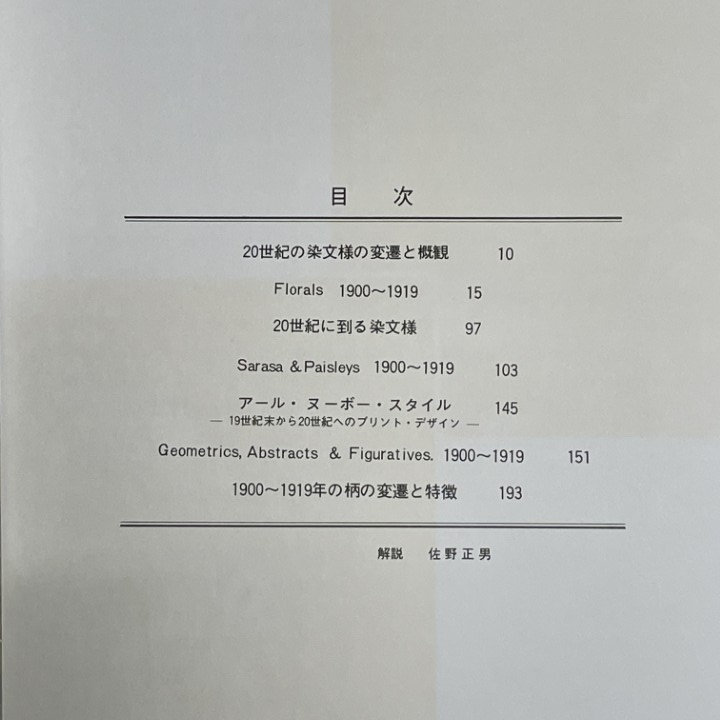 目 次
20世紀の染文様の変遷と概観 10
Florals 1900〜1919 15
20世紀に到る染文様 97
Sarasa & Paisleys 1900〜1919 103
アール・ヌーボー・スタイル 145
— 19世紀末から20世紀へのプリント・デザイン —
Geometrics, Abstracts & Figuratives. 1900〜1919 151
1900〜1919年の柄の変遷と特徴 193
解説 佐野正男